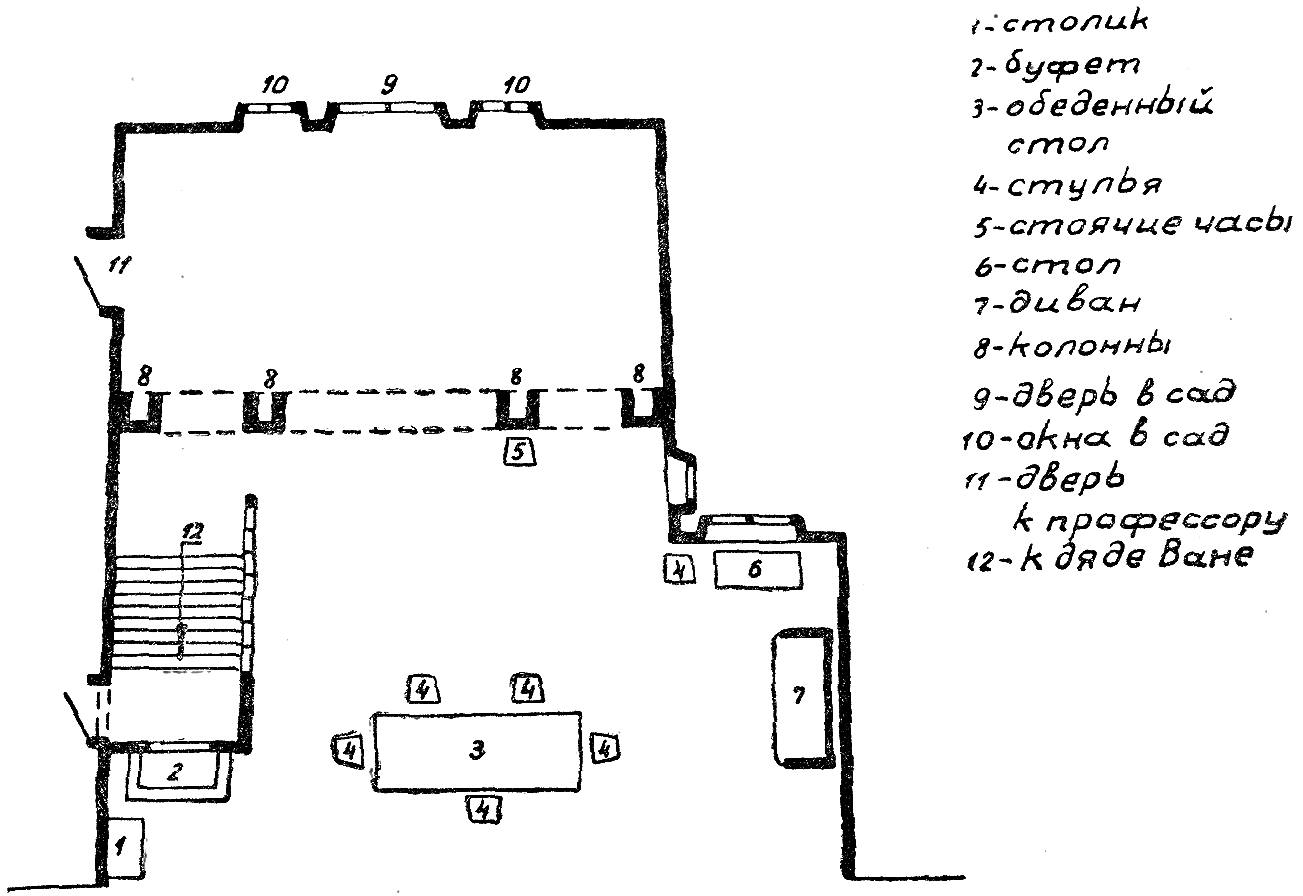 10 9 10
11
8 8 8 8
5
12
4 6
7
4 4
4 3 4
2
4
1
1-столик
2-буфет
3-обеденный
стол
4-стулья
5-стоячие часы
6-стол
7-диван
8-колонны
9-дверь в сад
10-окна в сад
11-дверь
к профессору
12-к дяде Ване